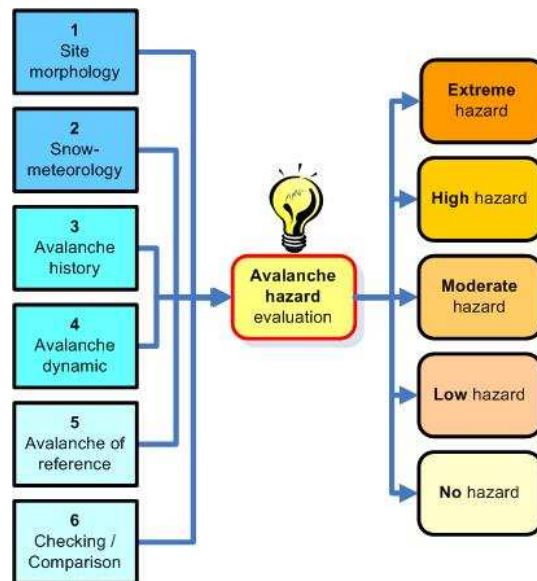 1
Site
morphology
2
Snow-
meteorology
3
Avalanche
history
4
Avalanche
dynamic
5
Avalanche of
reference
6
Checking /
Comparison
Avalanche
hazard
evaluation
Extreme
hazard
High hazard
Moderate
hazard
Low hazard
No hazard